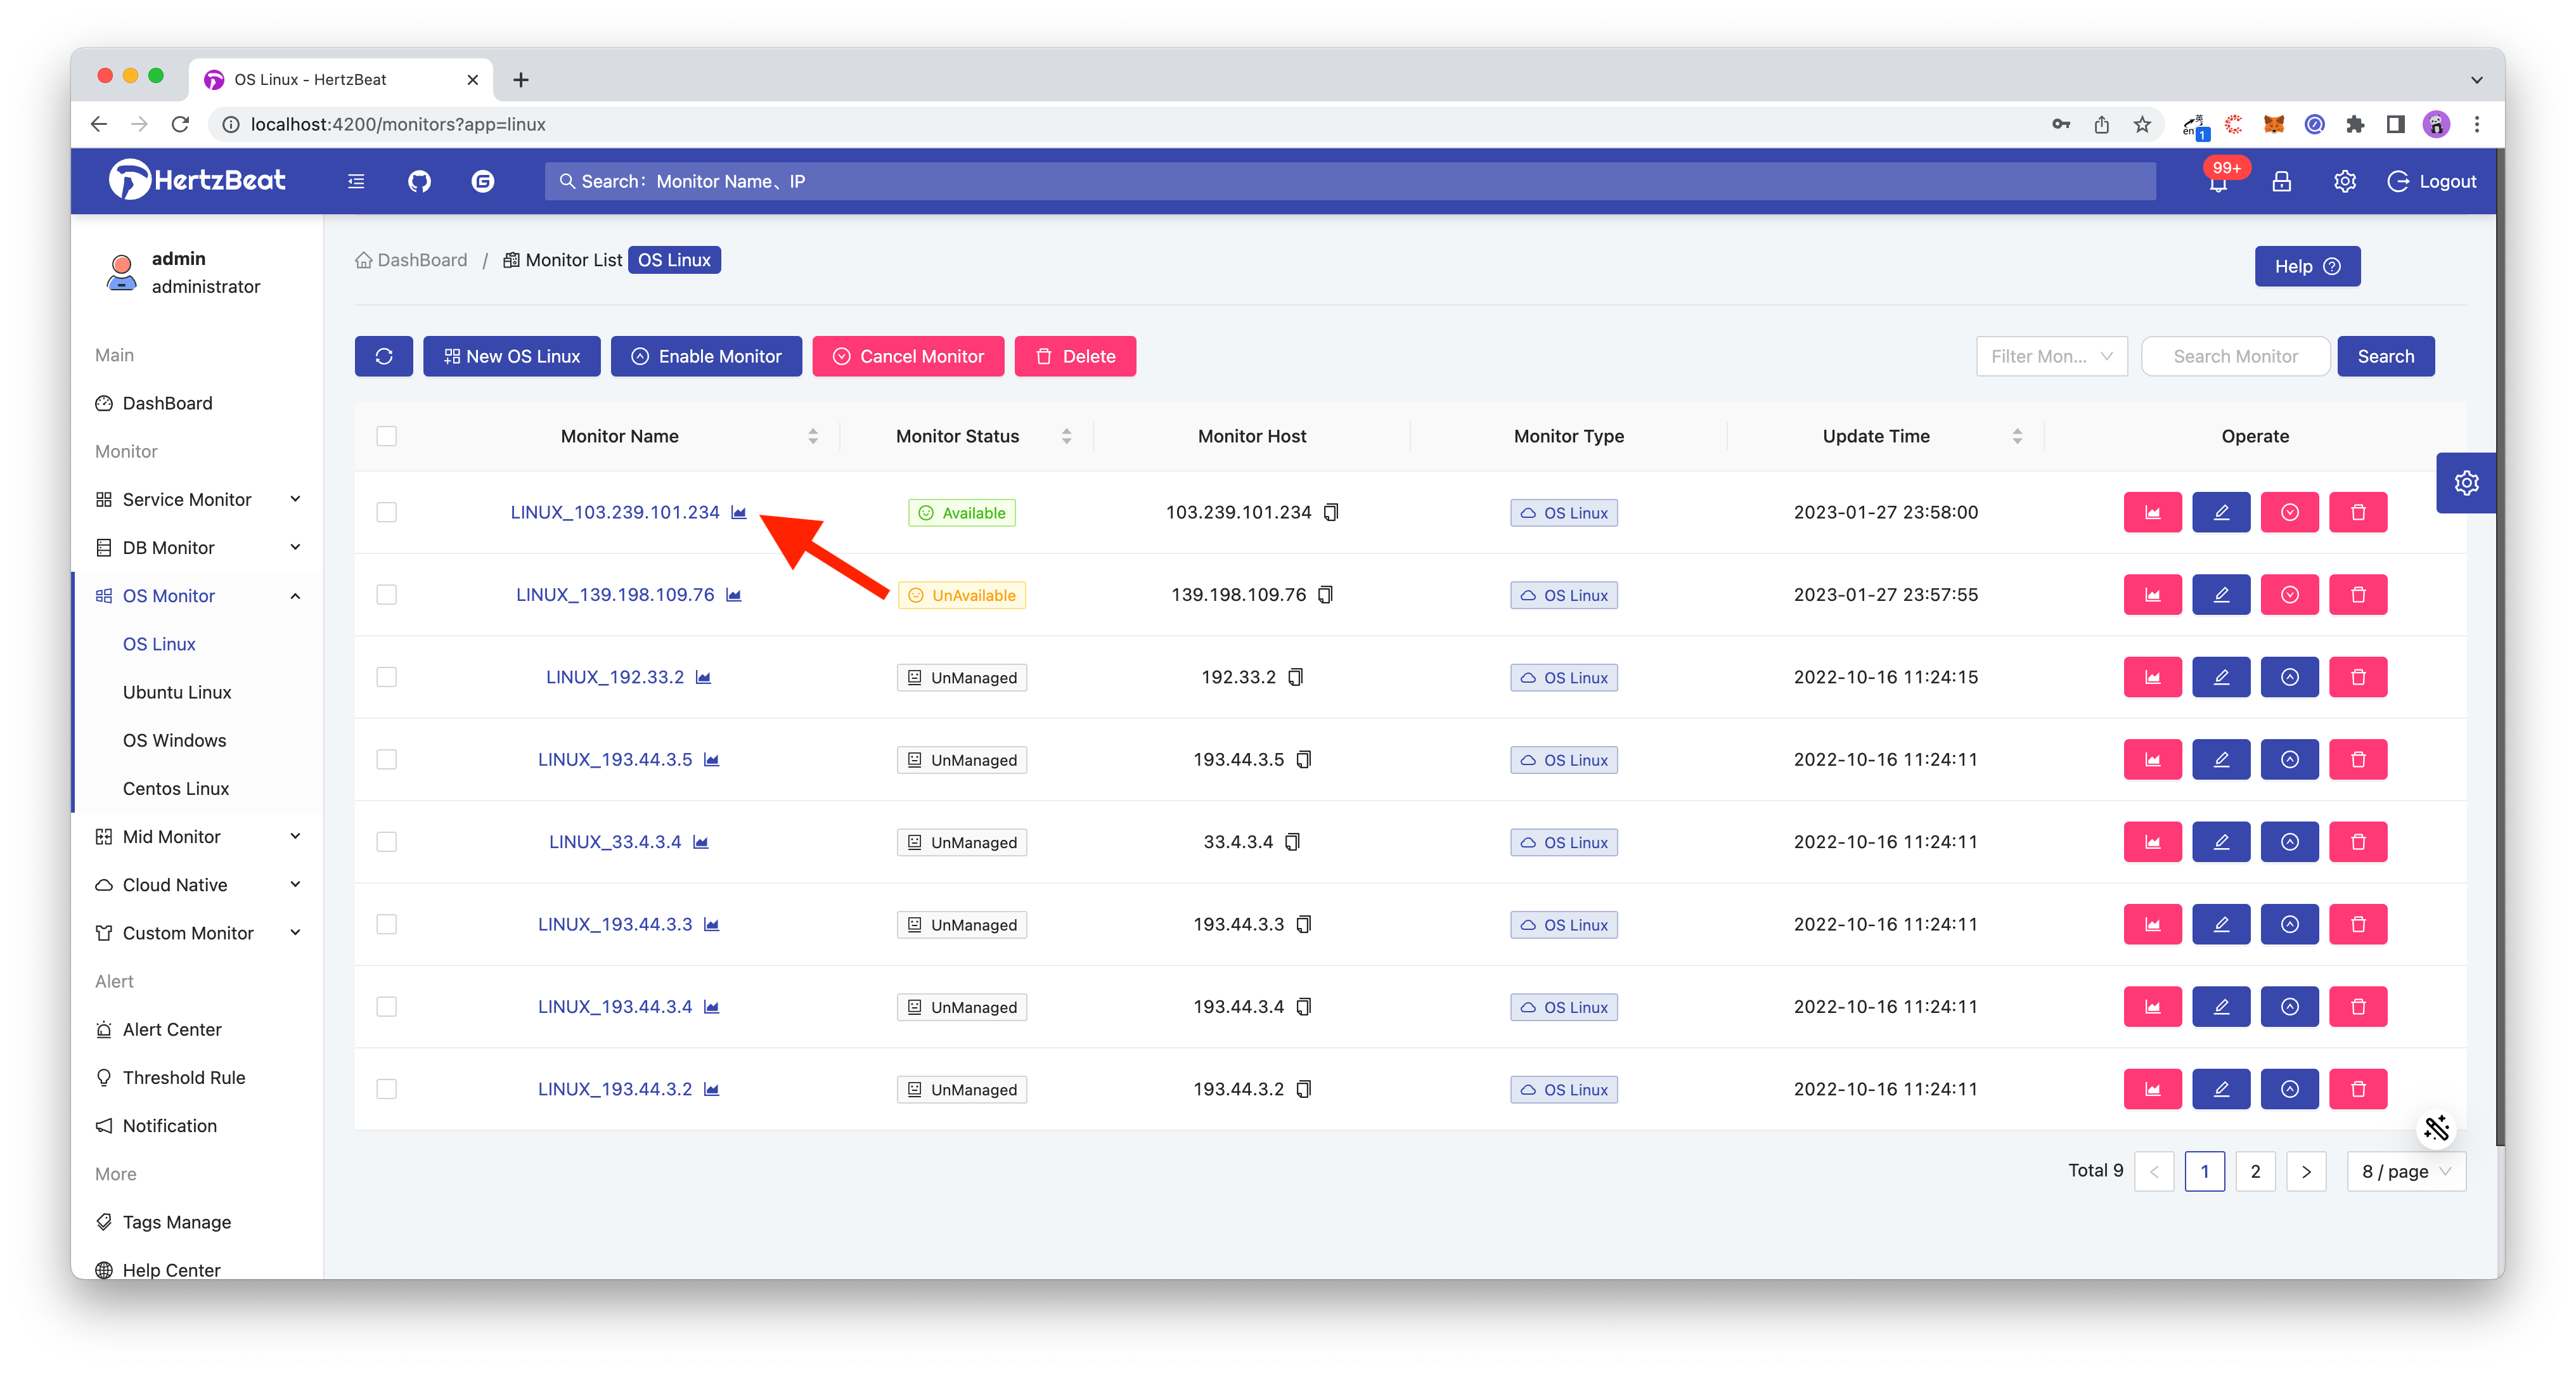 OS Linux - HertzBeat
localhost:4200/monitors?app=linux
英
en
1
HertzBeat
Search： Monitor Name、IP
99+
Logout
admin
administrator
DashBoard / Monitor List OS Linux
Help
Main
DashBoard
Monitor
Service Monitor
DB Monitor
OS Monitor
OS Linux
Ubuntu Linux
OS Windows
Centos Linux
Mid Monitor
Cloud Native
Custom Monitor
Alert
Alert Center
Threshold Rule
Notification
More
Tags Manage
Help Center
New OS Linux Enable Monitor Cancel Monitor Delete Filter Mon... Search Monitor Search
Monitor Name Monitor Status Monitor Host Monitor Type Update Time Operate
LINUX_103.239.101.234 Available 103.239.101.234 OS Linux 2023-01-27 23:58:00
LINUX_139.198.109.76 UnAvailable 139.198.109.76 OS Linux 2023-01-27 23:57:55
LINUX_192.33.2 UnManaged 192.33.2 OS Linux 2022-10-16 11:24:15
LINUX_193.44.3.5 UnManaged 193.44.3.5 OS Linux 2022-10-16 11:24:11
LINUX_33.4.3.4 UnManaged 33.4.3.4 OS Linux 2022-10-16 11:24:11
LINUX_193.44.3.3 UnManaged 193.44.3.3 OS Linux 2022-10-16 11:24:11
LINUX_193.44.3.4 UnManaged 193.44.3.4 OS Linux 2022-10-16 11:24:11
LINUX_193.44.3.2 UnManaged 193.44.3.2 OS Linux 2022-10-16 11:24:11
Total 9 < 1 2 > 8 / page